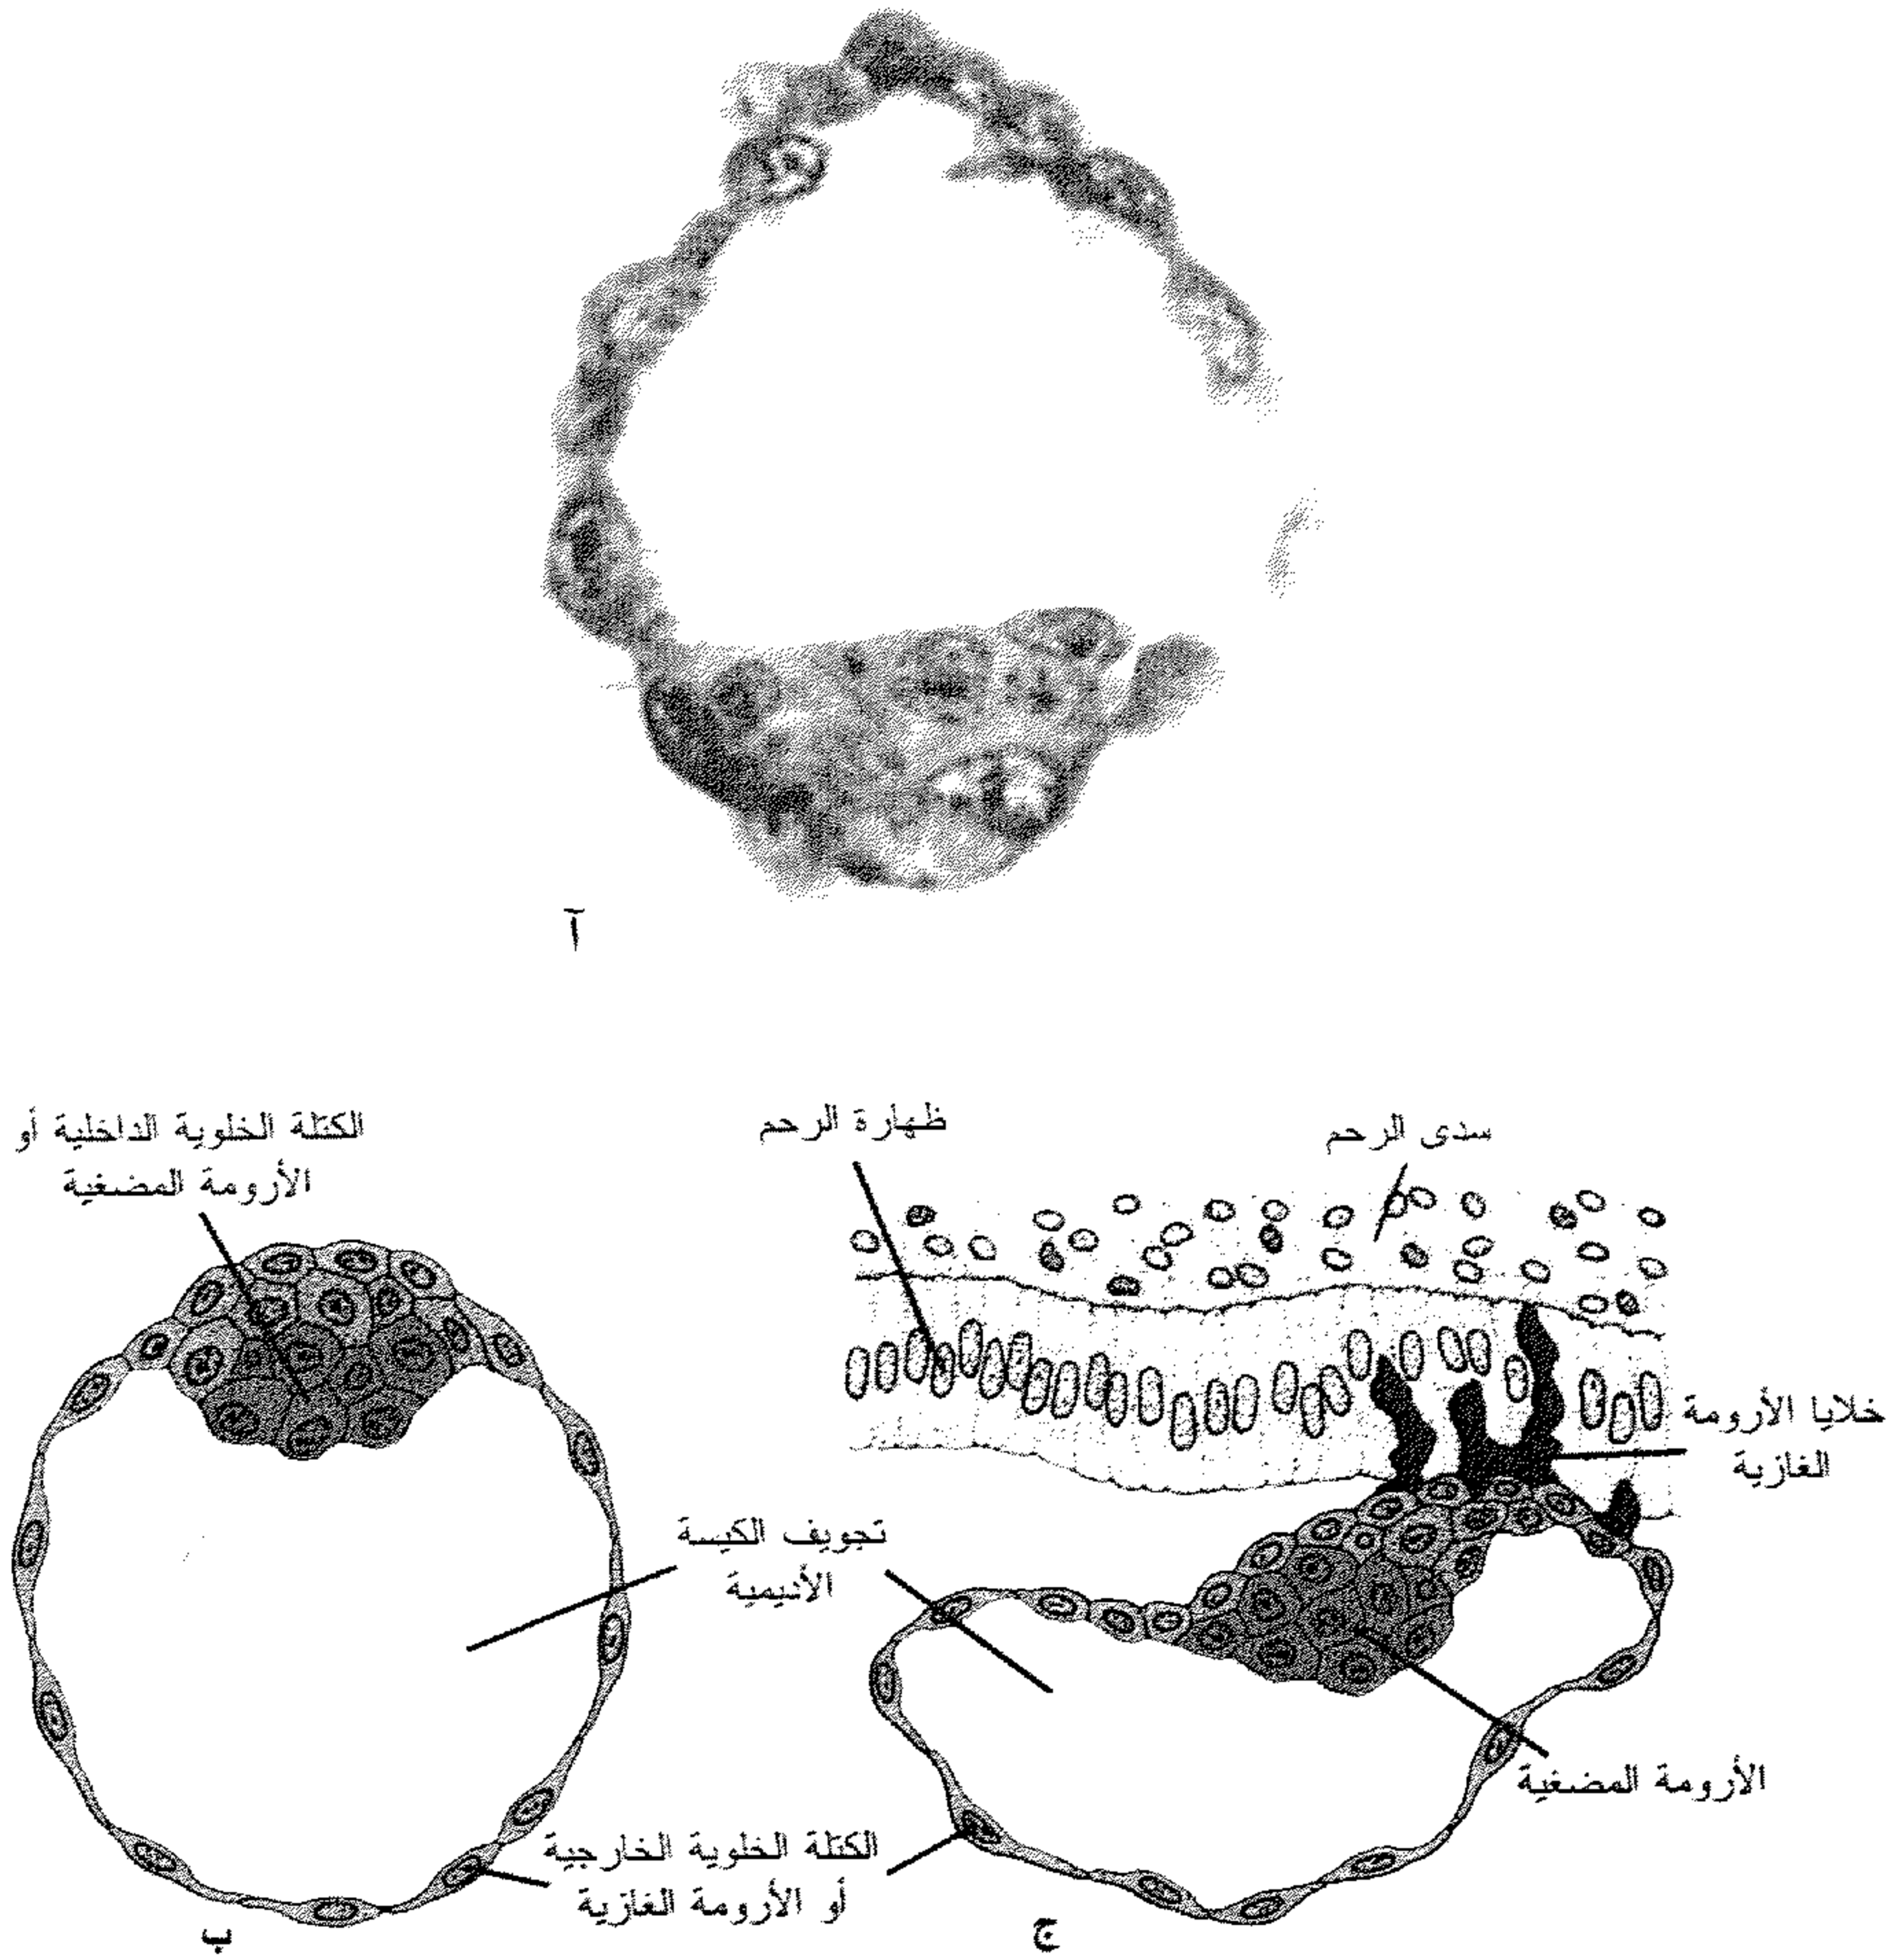 آ
الكتلة الخلوية الداخلية أو
الأرومة المضغية
ظهارة الرحم
سدى الرحم
خلايا الأرومة
الغازية
تجويف الكيسة
الأريمية
الأرومة المضغية
الكتلة الخلوية الخارجية
أو الأرومة الغازية
ب
ج